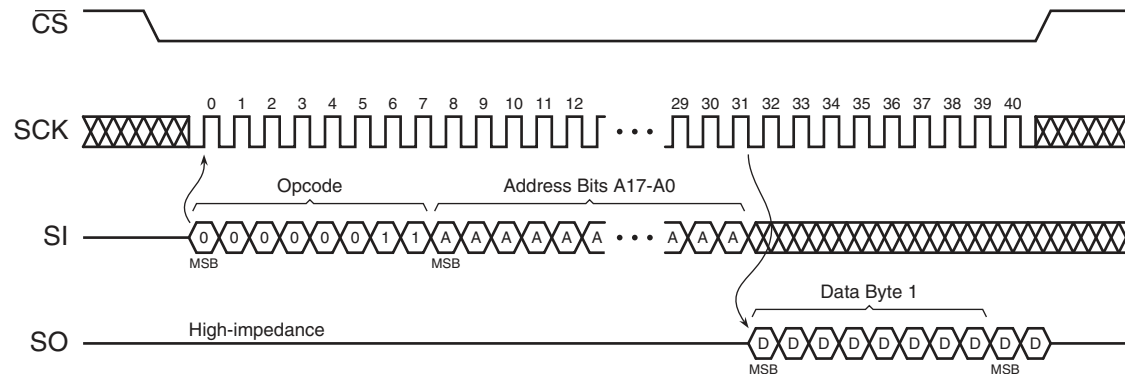 CS
0 1 2 3 4 5 6 7 8 9 10 11 12 29 30 31 32 33 34 35 36 37 38 39 40
SCK
Opcode Address Bits A17-A0
SI 0 0 0 0 0 0 1 1 A A A A A A • • • A A A
MSB MSB
Data Byte 1
High-impedance
SO D D D D D D D D D D
MSB MSB